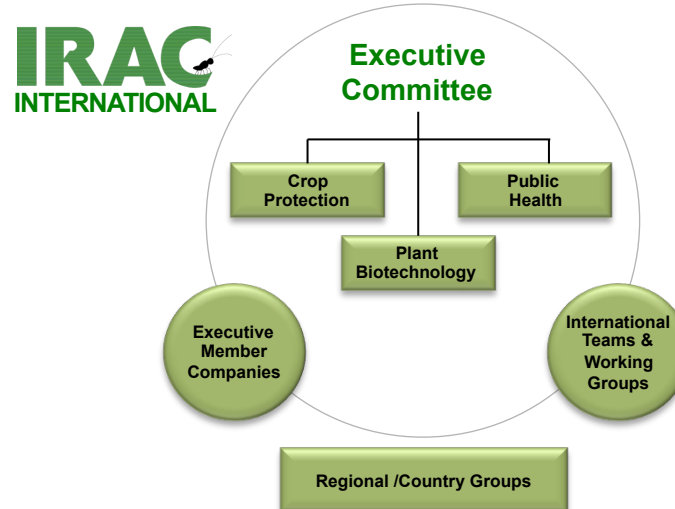 IRAC
INTERNATIONAL
Executive
Committee
Crop
Protection
Public
Health
Plant
Biotechnology
Executive
Member
Companies
International
Teams &
Working
Groups
Regional /Country Groups